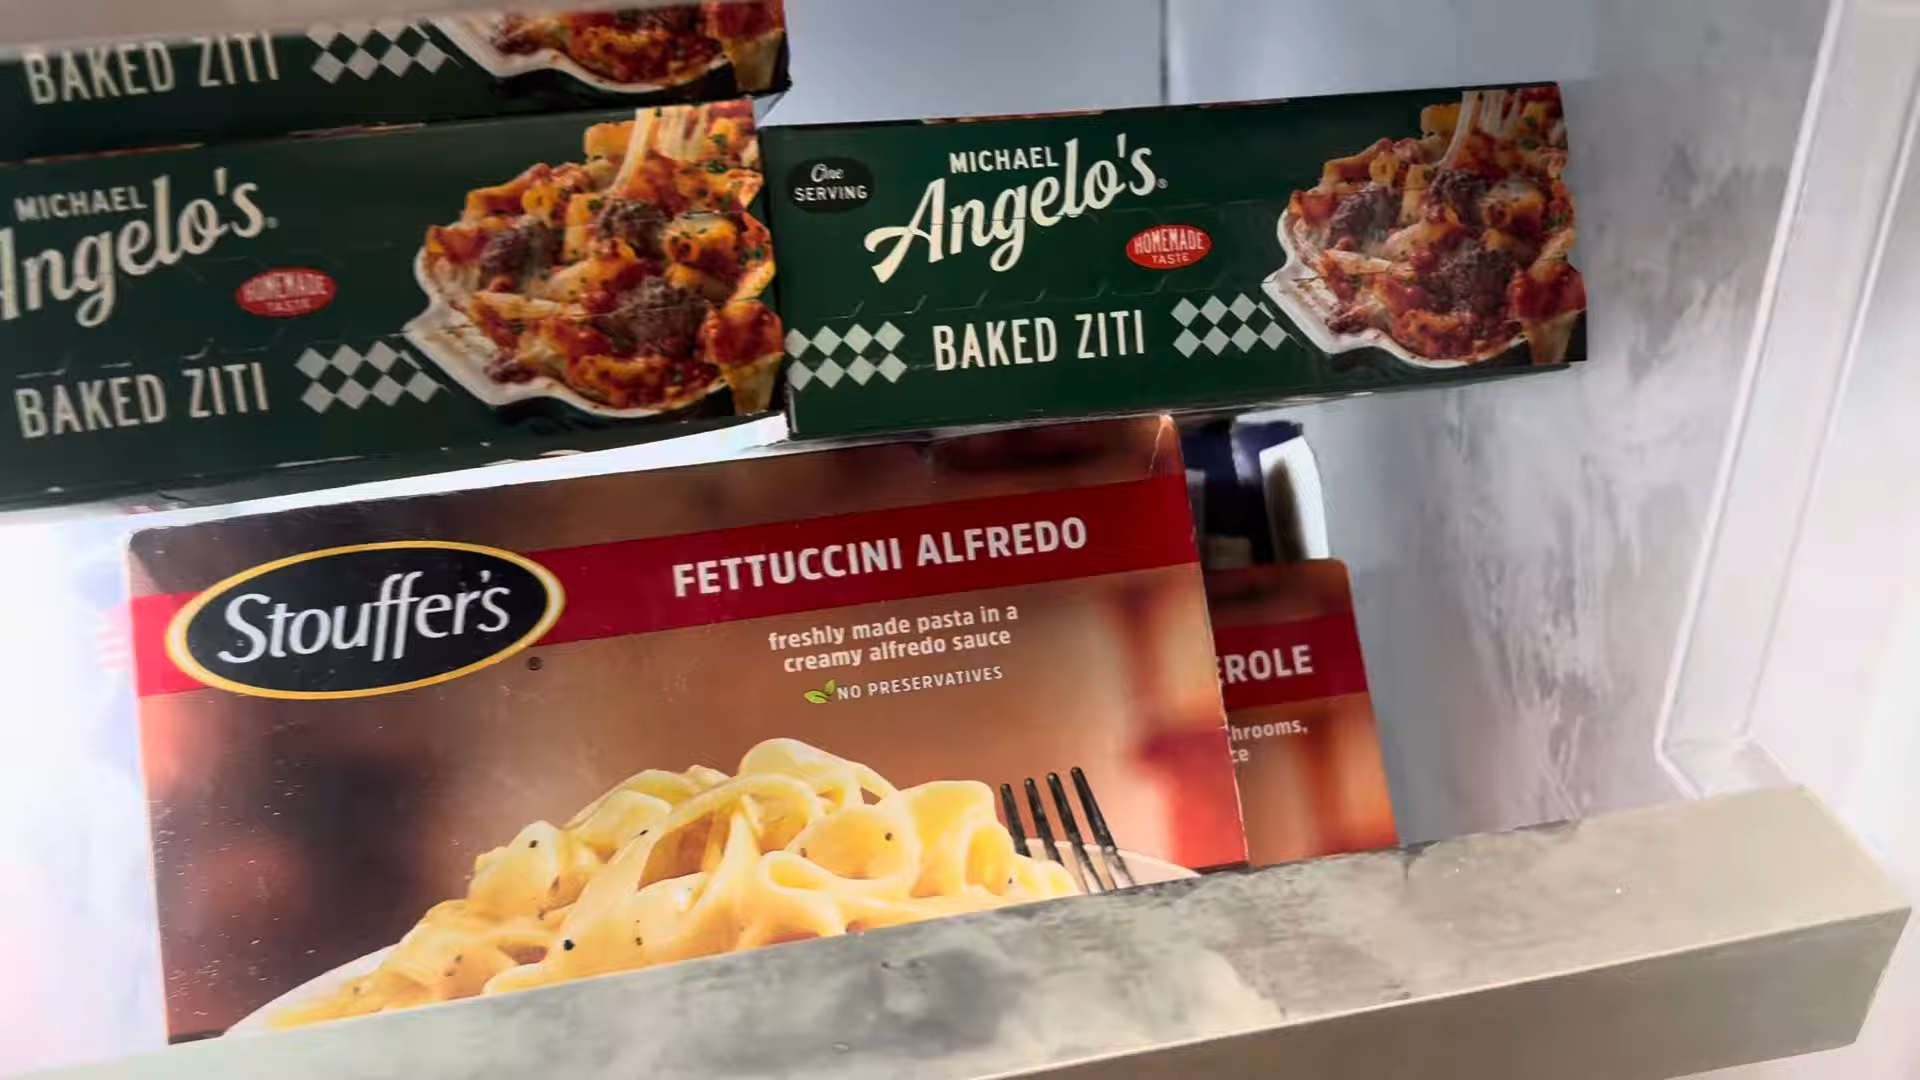 BAKED ZITI
MICHAEL
Angelo's®
HOMEMADE
TASTE
BAKED ZITI
One
SERVING
MICHAEL
Angelo's®
HOMEMADE
TASTE
BAKED ZITI
Stouffer's®
FETTUCCINI ALFREDO
freshly made pasta in a
creamy alfredo sauce
NO PRESERVATIVES
EROLE
hrooms,
ce